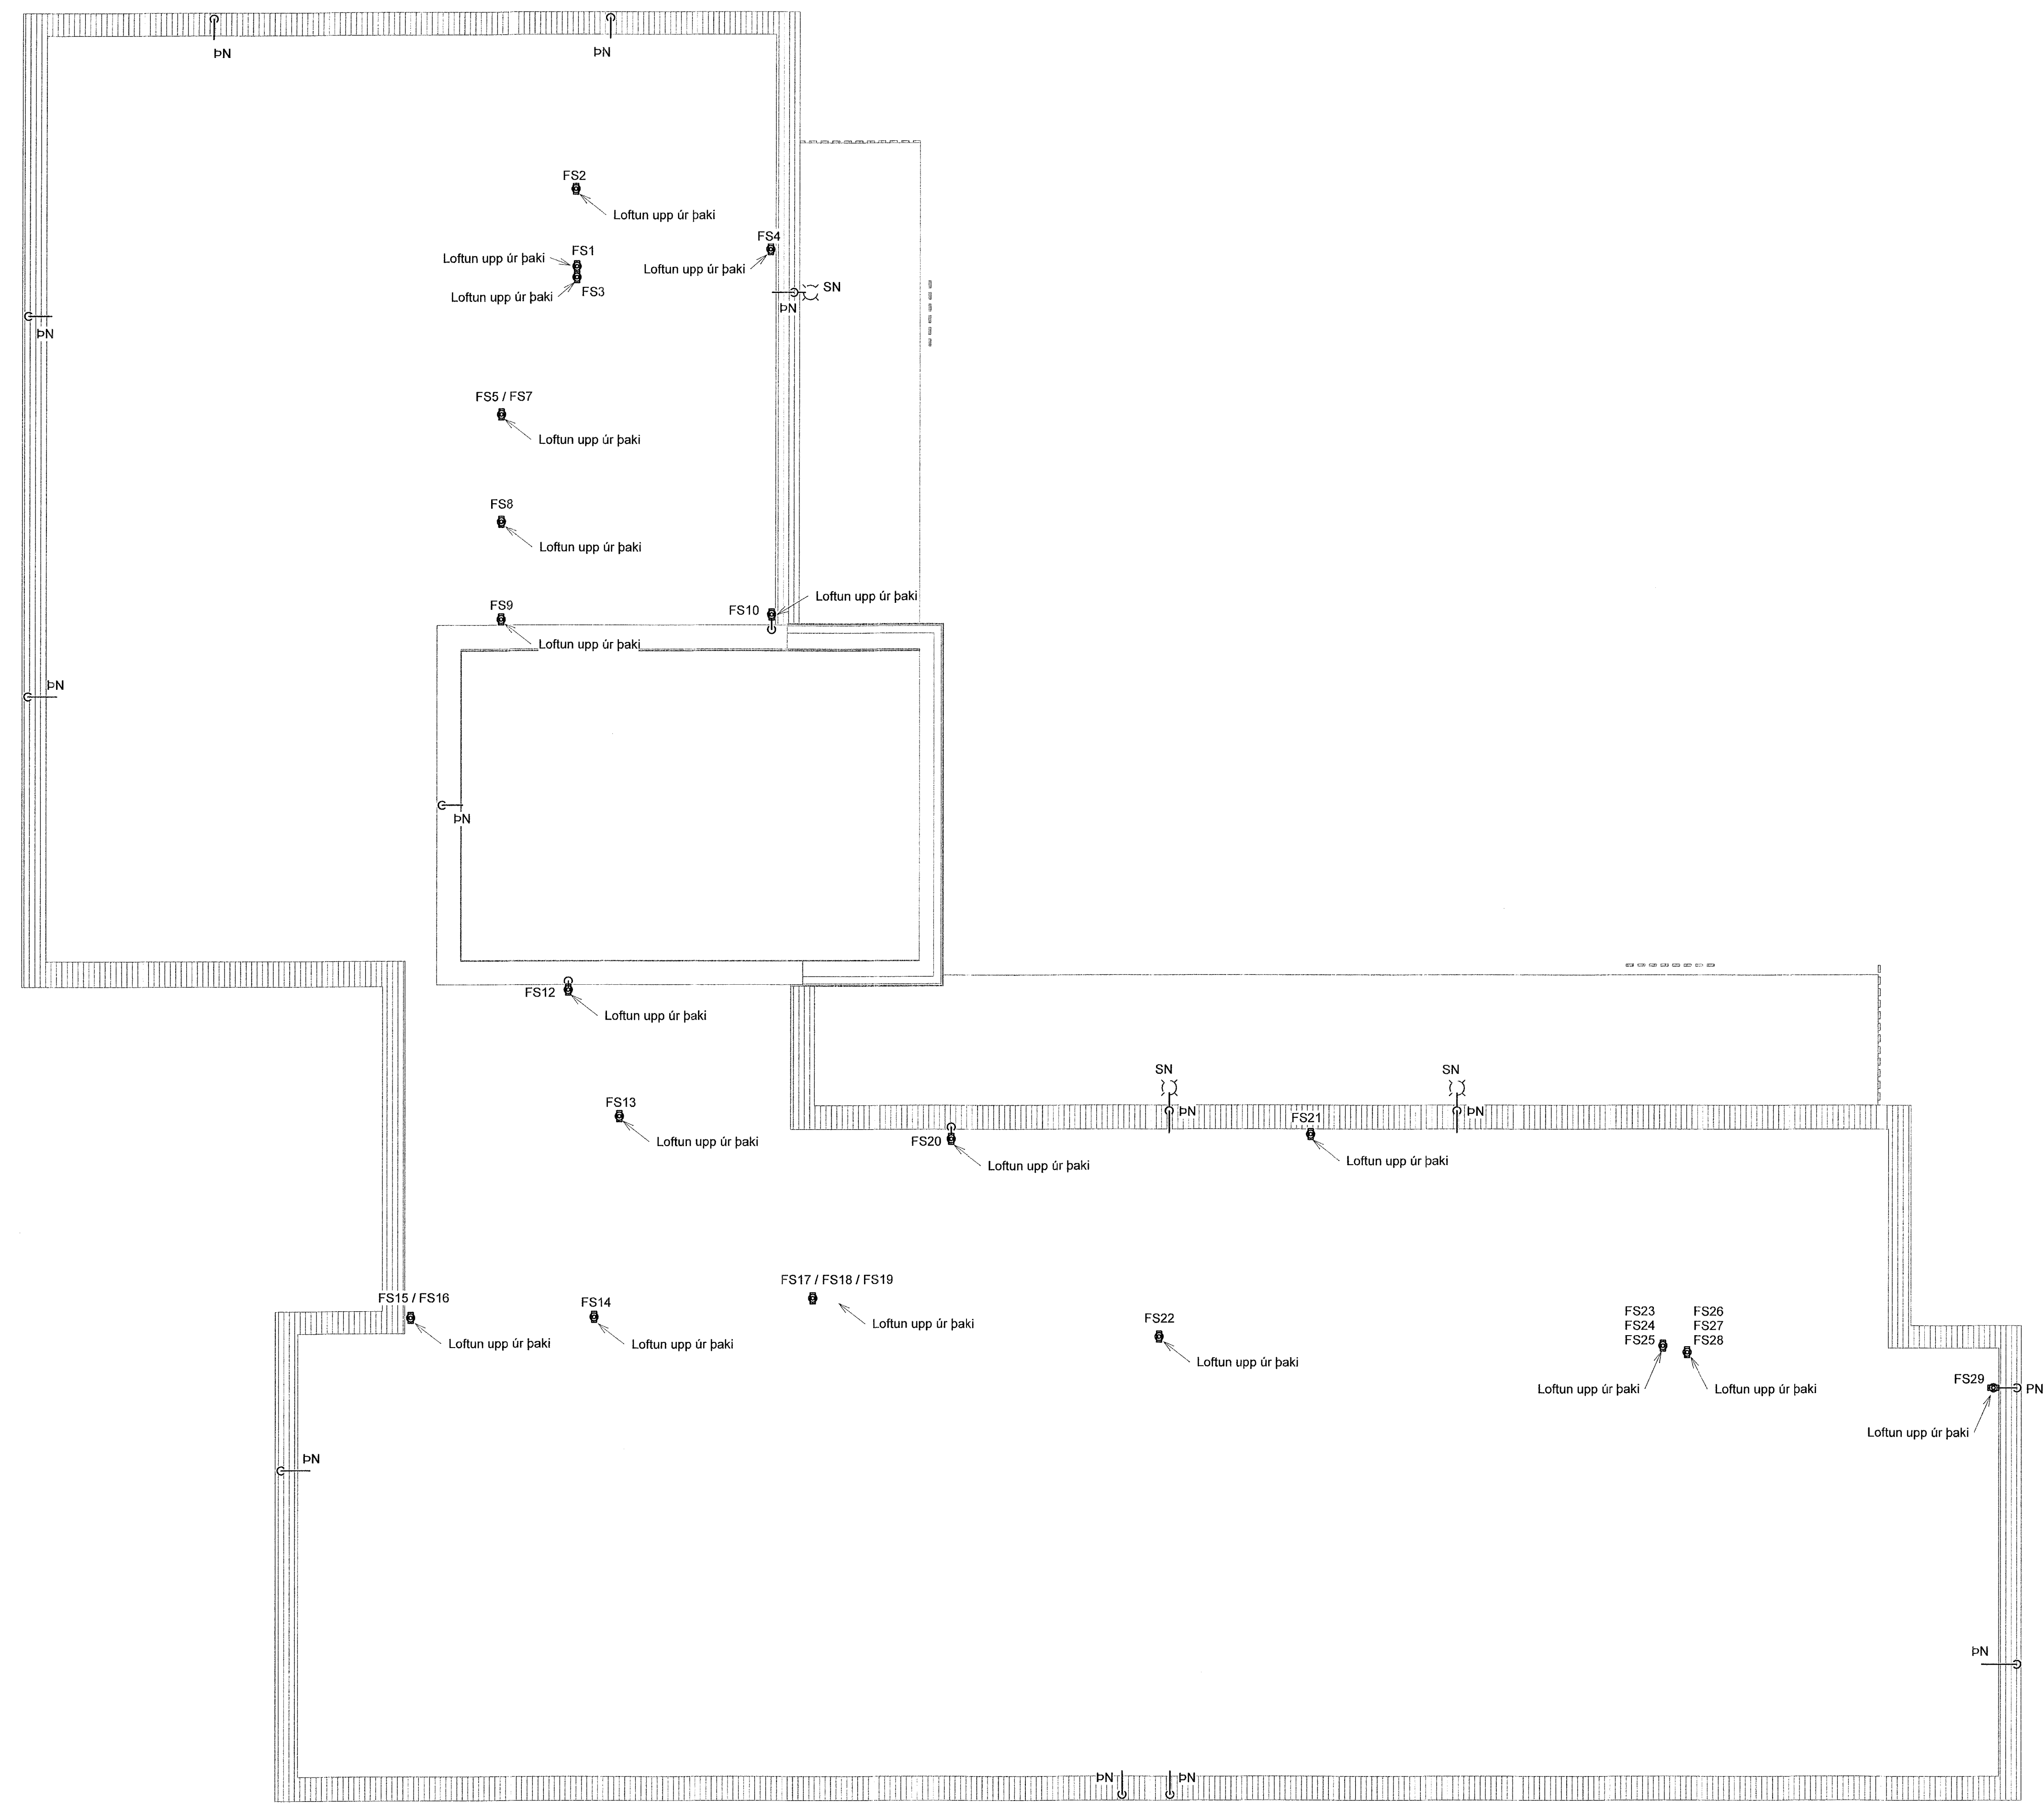 ÞN
ÞN
FS2
Loftun upp úr þaki
FS4
Loftun upp úr þaki
FS1
Loftun upp úr þaki
Loftun upp úr þaki
FS3
SN
ÞN
ÞN
FS5 / FS7
Loftun upp úr þaki
FS8
Loftun upp úr þaki
Loftun upp úr þaki
FS9
FS10
Loftun upp úr þaki
ÞN
ÞN
FS12
Loftun upp úr þaki
SN
SN
FS13
ÞN
ÞN
FS21
Loftun upp úr þaki
FS20
Loftun upp úr þaki
Loftun upp úr þaki
FS17 / FS18 / FS19
FS15 / FS16
FS14
Loftun upp úr þaki
FS22
FS23
FS24
FS25
FS26
FS27
FS28
Loftun upp úr þaki
Loftun upp úr þaki
Loftun upp úr þaki
FS29
PN
Loftun upp úr þaki
Loftun upp úr þaki
Loftun upp úr þaki
ÞN
ÞN
ÞN
ÞN